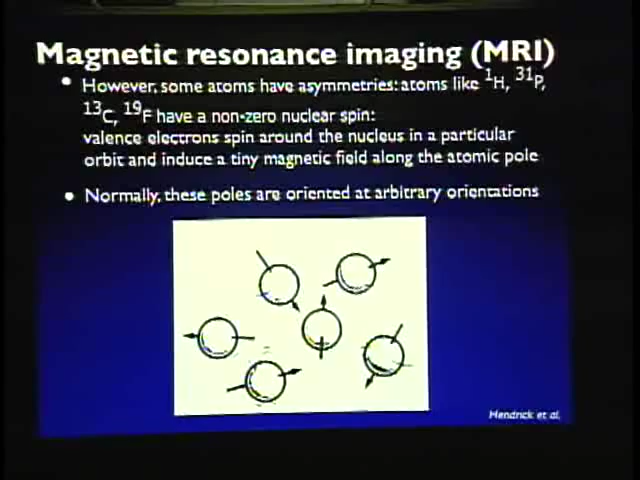 Magnetic resonance imaging (MRI)
• However, some atoms have asymmetries: atoms like ¹H, ³¹P,
¹³C, ¹⁹F have a non-zero nuclear spin:
valence electrons spin around the nucleus in a particular
orbit and induce a tiny magnetic field along the atomic pole
• Normally, these poles are oriented at arbitrary orientations
Hendrick et al.